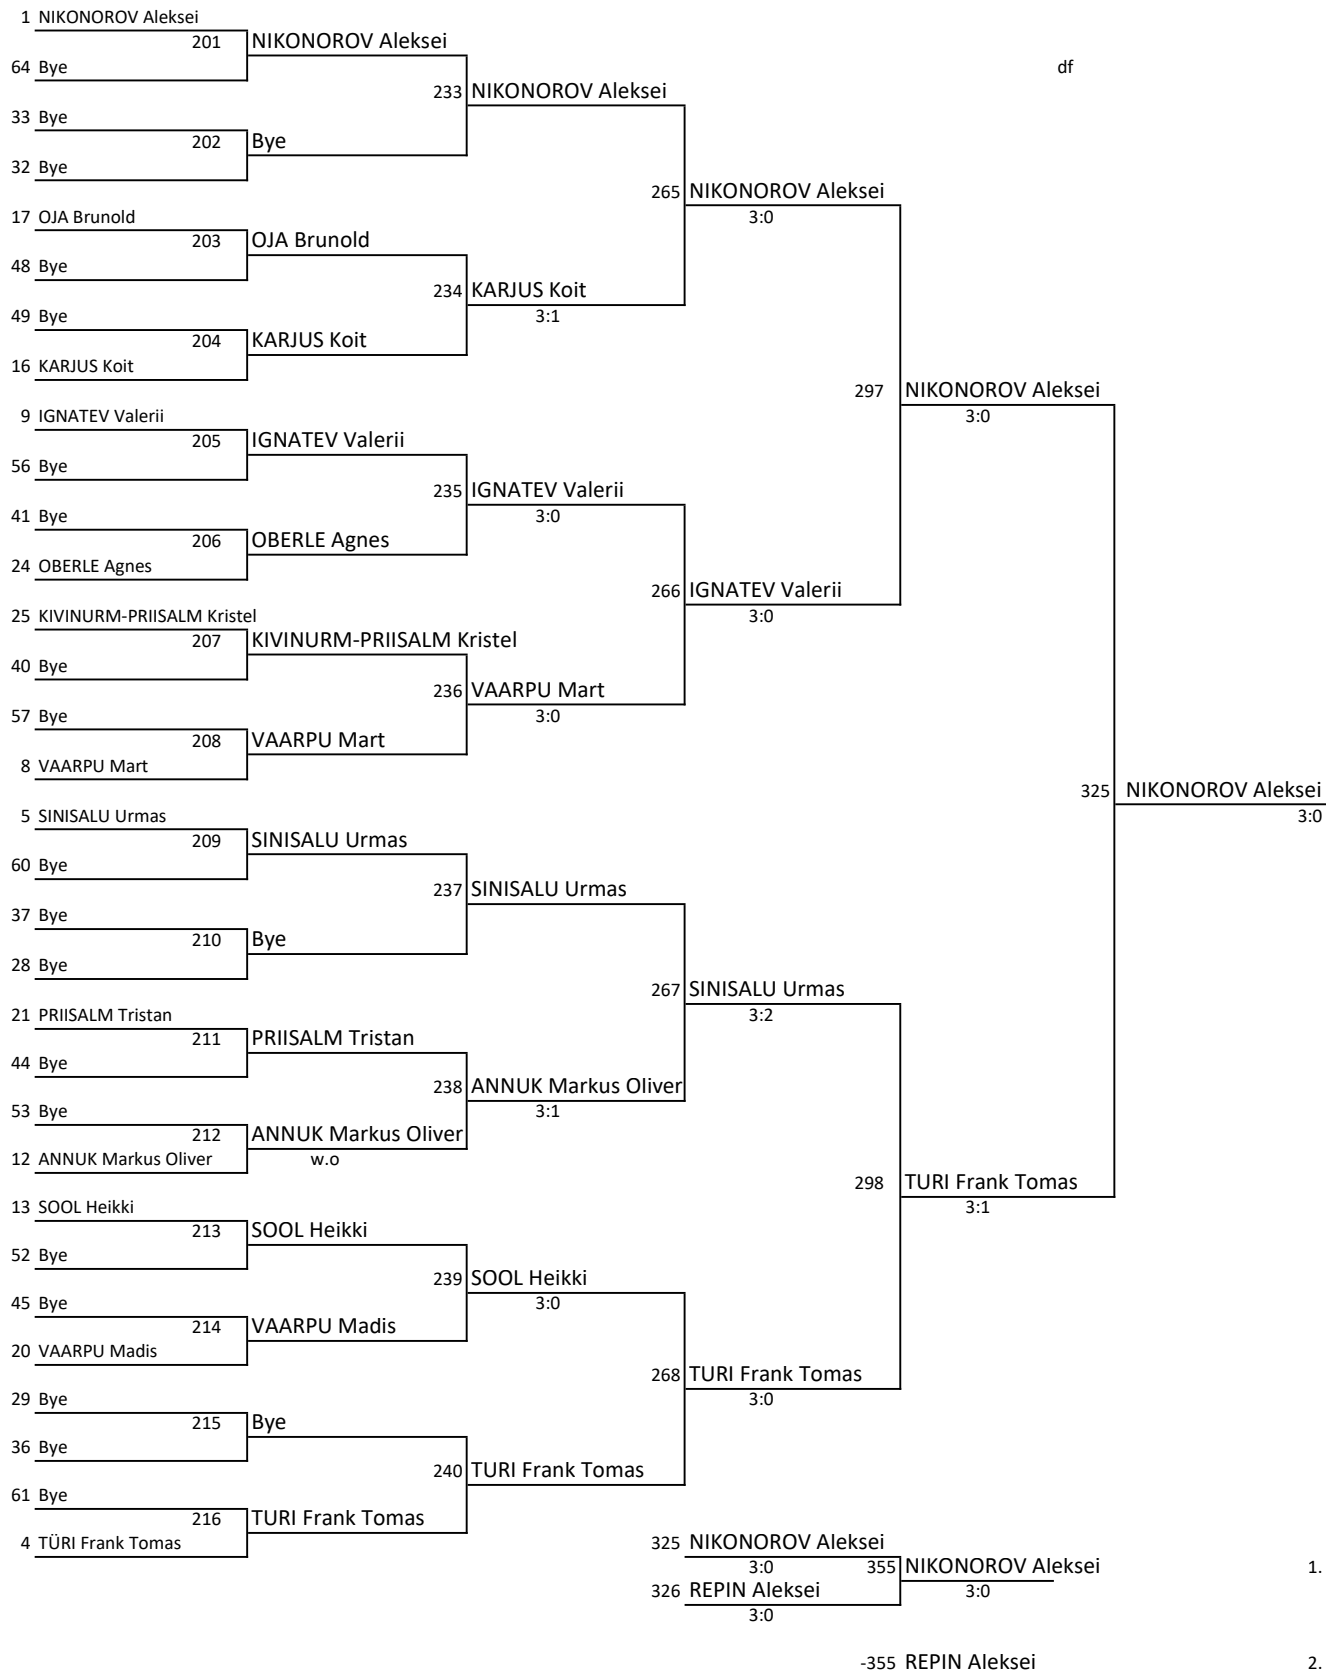 1 NIKONOROV Aleksei
201 NIKONOROV Aleksei
64 Bye
df
233 NIKONOROV Aleksei
33 Bye
202 Bye
32 Bye
265 NIKONOROV Aleksei
3:0
17 OJA Brunold
203 OJA Brunold
48 Bye
234 KARJUS Koit
3:1
49 Bye
204 KARJUS Koit
16 KARJUS Koit
297 NIKONOROV Aleksei
3:0
9 IGNATEV Valerii
205 IGNATEV Valerii
56 Bye
235 IGNATEV Valerii
3:0
41 Bye
206 OBERLE Agnes
24 OBERLE Agnes
266 IGNATEV Valerii
3:0
25 KIVINURM-PRIISALM Kristel
207 KIVINURM-PRIISALM Kristel
40 Bye
236 VAARPU Mart
3:0
57 Bye
208 VAARPU Mart
8 VAARPU Mart
325 NIKONOROV Aleksei
3:0
5 SINISALU Urmas
209 SINISALU Urmas
60 Bye
237 SINISALU Urmas
37 Bye
210 Bye
28 Bye
267 SINISALU Urmas
3:2
21 PRIISALM Tristan
211 PRIISALM Tristan
44 Bye
238 ANNUK Markus Oliver
3:1
53 Bye
212 ANNUK Markus Oliver
12 ANNUK Markus Oliver w.o
298 TURI Frank Tomas
3:1
13 SOOL Heikki
213 SOOL Heikki
52 Bye
239 SOOL Heikki
3:0
45 Bye
214 VAARPU Madis
20 VAARPU Madis
268 TURI Frank Tomas
3:0
29 Bye
215 Bye
36 Bye
240 TURI Frank Tomas
61 Bye
216 TURI Frank Tomas
4 TÜRI Frank Tomas
325 NIKONOROV Aleksei
3:0 355 NIKONOROV Aleksei 1.
326 REPIN Aleksei 3:0
3:0
-355 REPIN Aleksei 2.